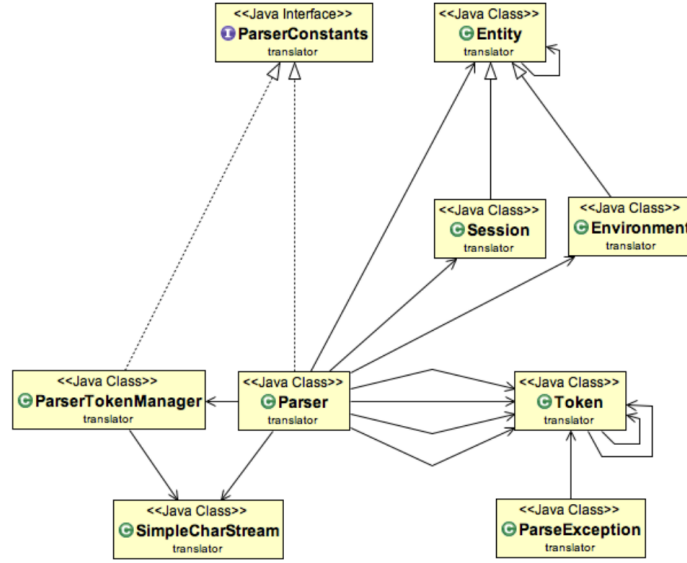 <<Java Interface>>
ParserConstants
translator
<<Java Class>>
Entity
translator
<<Java Class>>
Session
translator
<<Java Class>>
Environment
translator
<<Java Class>>
ParserTokenManager
translator
<<Java Class>>
Parser
translator
<<Java Class>>
Token
translator
<<Java Class>>
SimpleCharStream
translator
<<Java Class>>
ParseException
translator